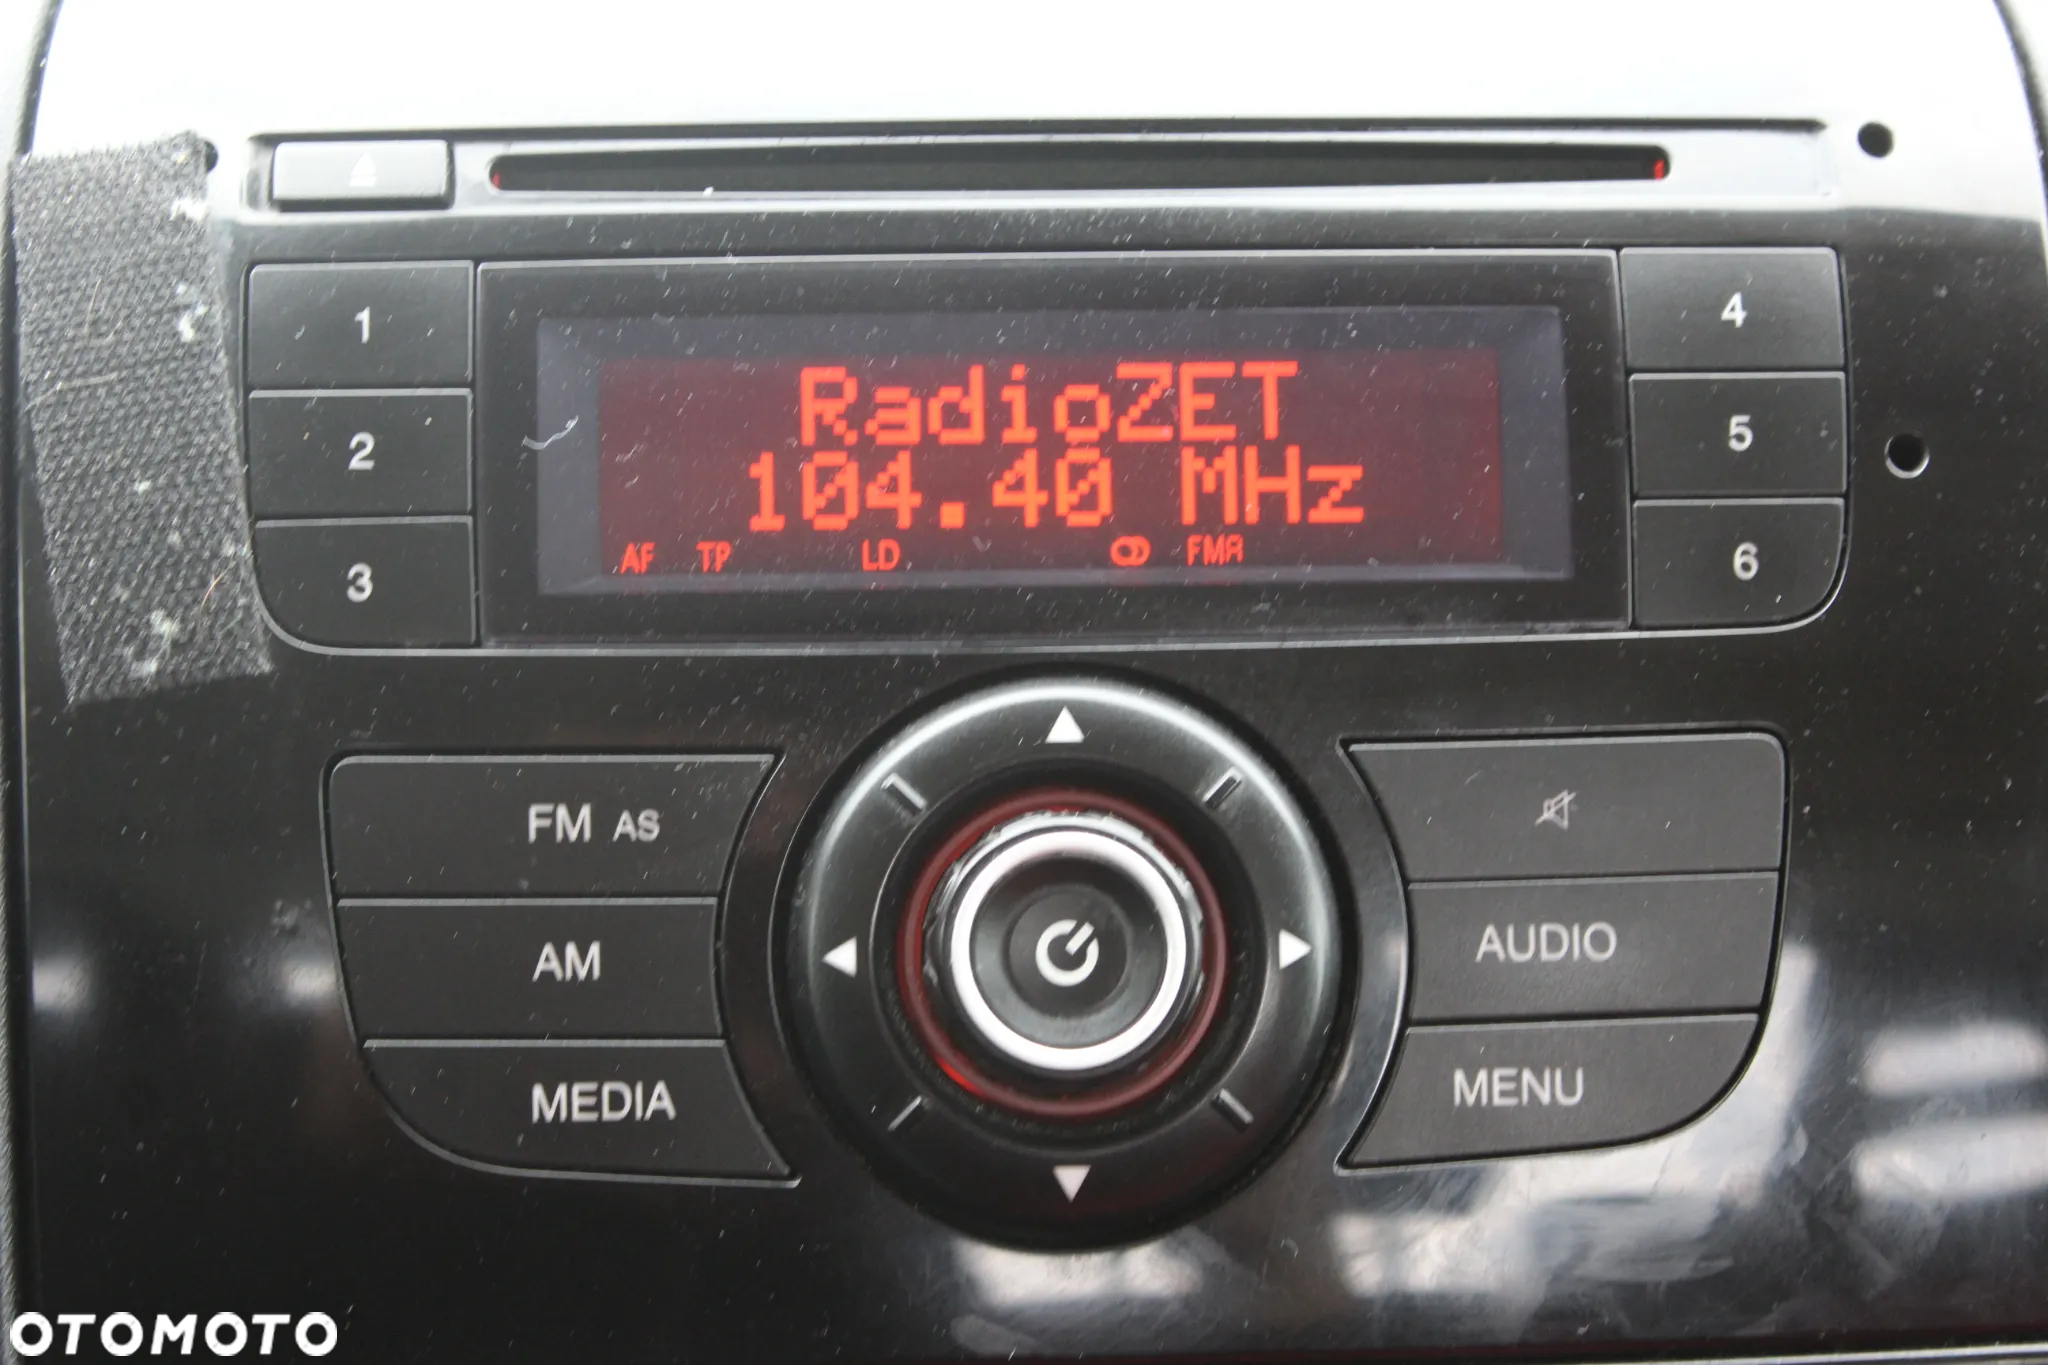 1
2
3
RadioZET
104.40 MHz
AF TP LD FMA
4
5
6
FM AS
AM
MEDIA
AUDIO
MENU
OTOMOTO